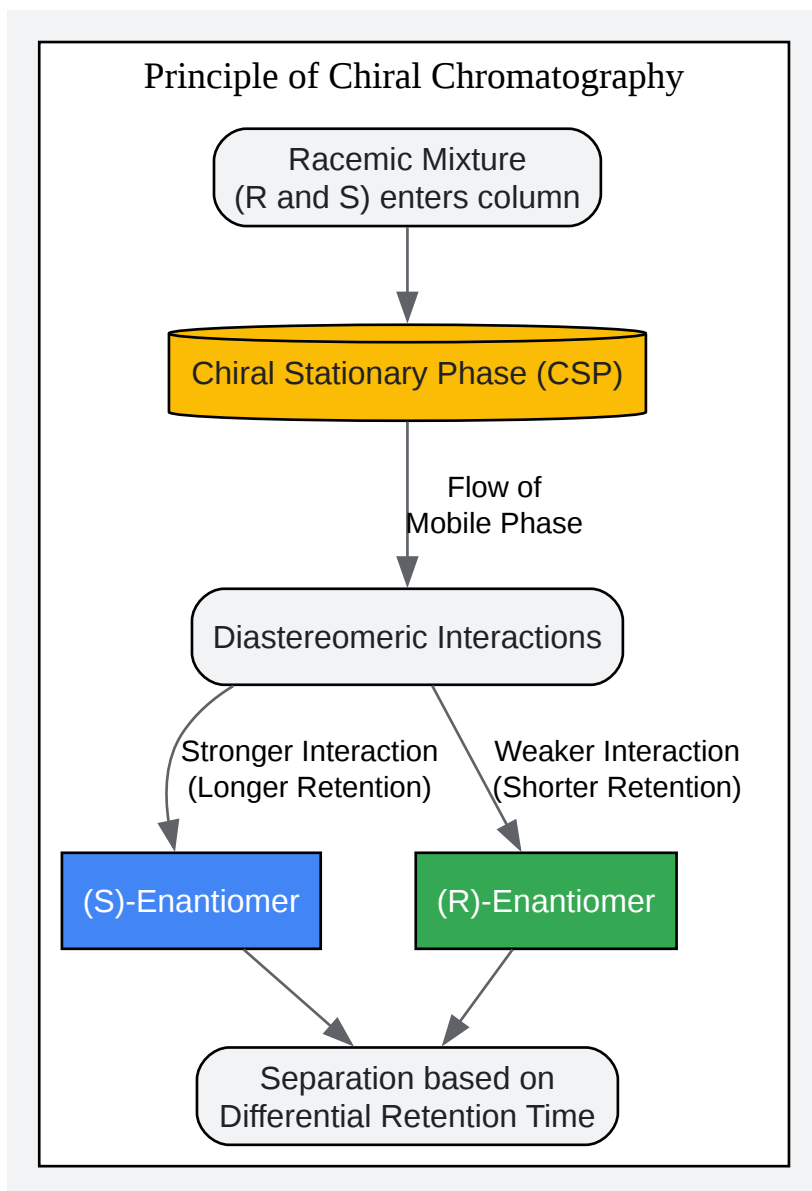 Principle of Chiral Chromatography
Racemic Mixture
(R and S) enters column
Chiral Stationary Phase (CSP)
Flow of
Mobile Phase
Diastereomeric Interactions
Stronger Interaction
(Longer Retention)
Weaker Interaction
(Shorter Retention)
(S)-Enantiomer
(R)-Enantiomer
Separation based on
Differential Retention Time